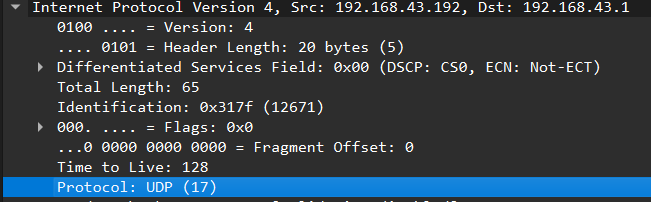 Internet Protocol Version 4, Src: 192.168.43.192, Dst: 192.168.43.1
0100 .... = Version: 4
.... 0101 = Header Length: 20 bytes (5)
Differentiated Services Field: 0x00 (DSCP: CS0, ECN: Not-ECT)
Total Length: 65
Identification: 0x317f (12671)
000. .... = Flags: 0x0
...0 0000 0000 0000 = Fragment Offset: 0
Time to Live: 128
Protocol: UDP (17)